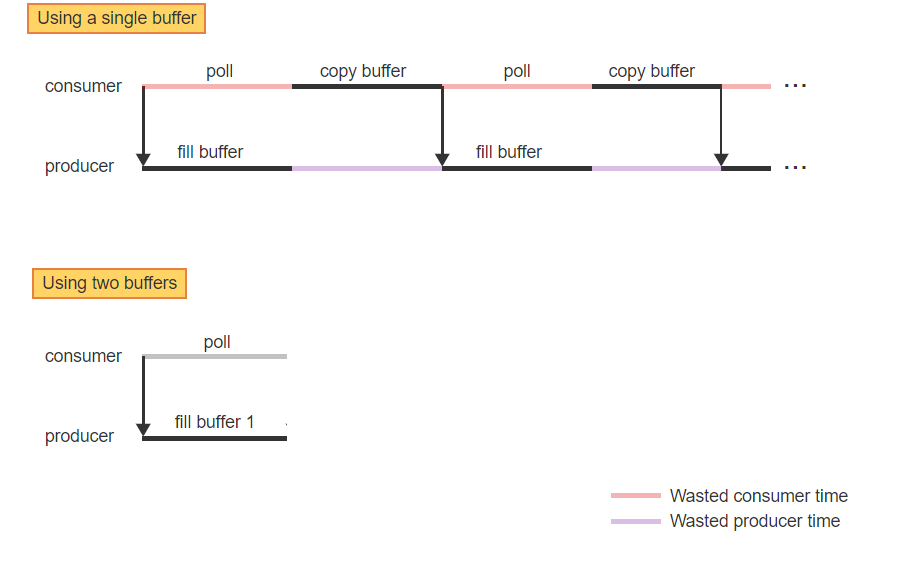 Using a single buffer
poll copy buffer poll copy buffer
consumer ...
fill buffer fill buffer
producer ...
Using two buffers
poll
consumer
fill buffer 1
producer
Wasted consumer time
Wasted producer time